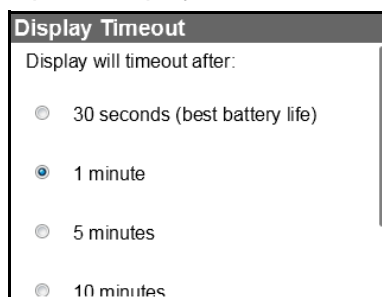 Display Timeout
Display will timeout after:
30 seconds (best battery life)
1 minute
5 minutes
10 minutes